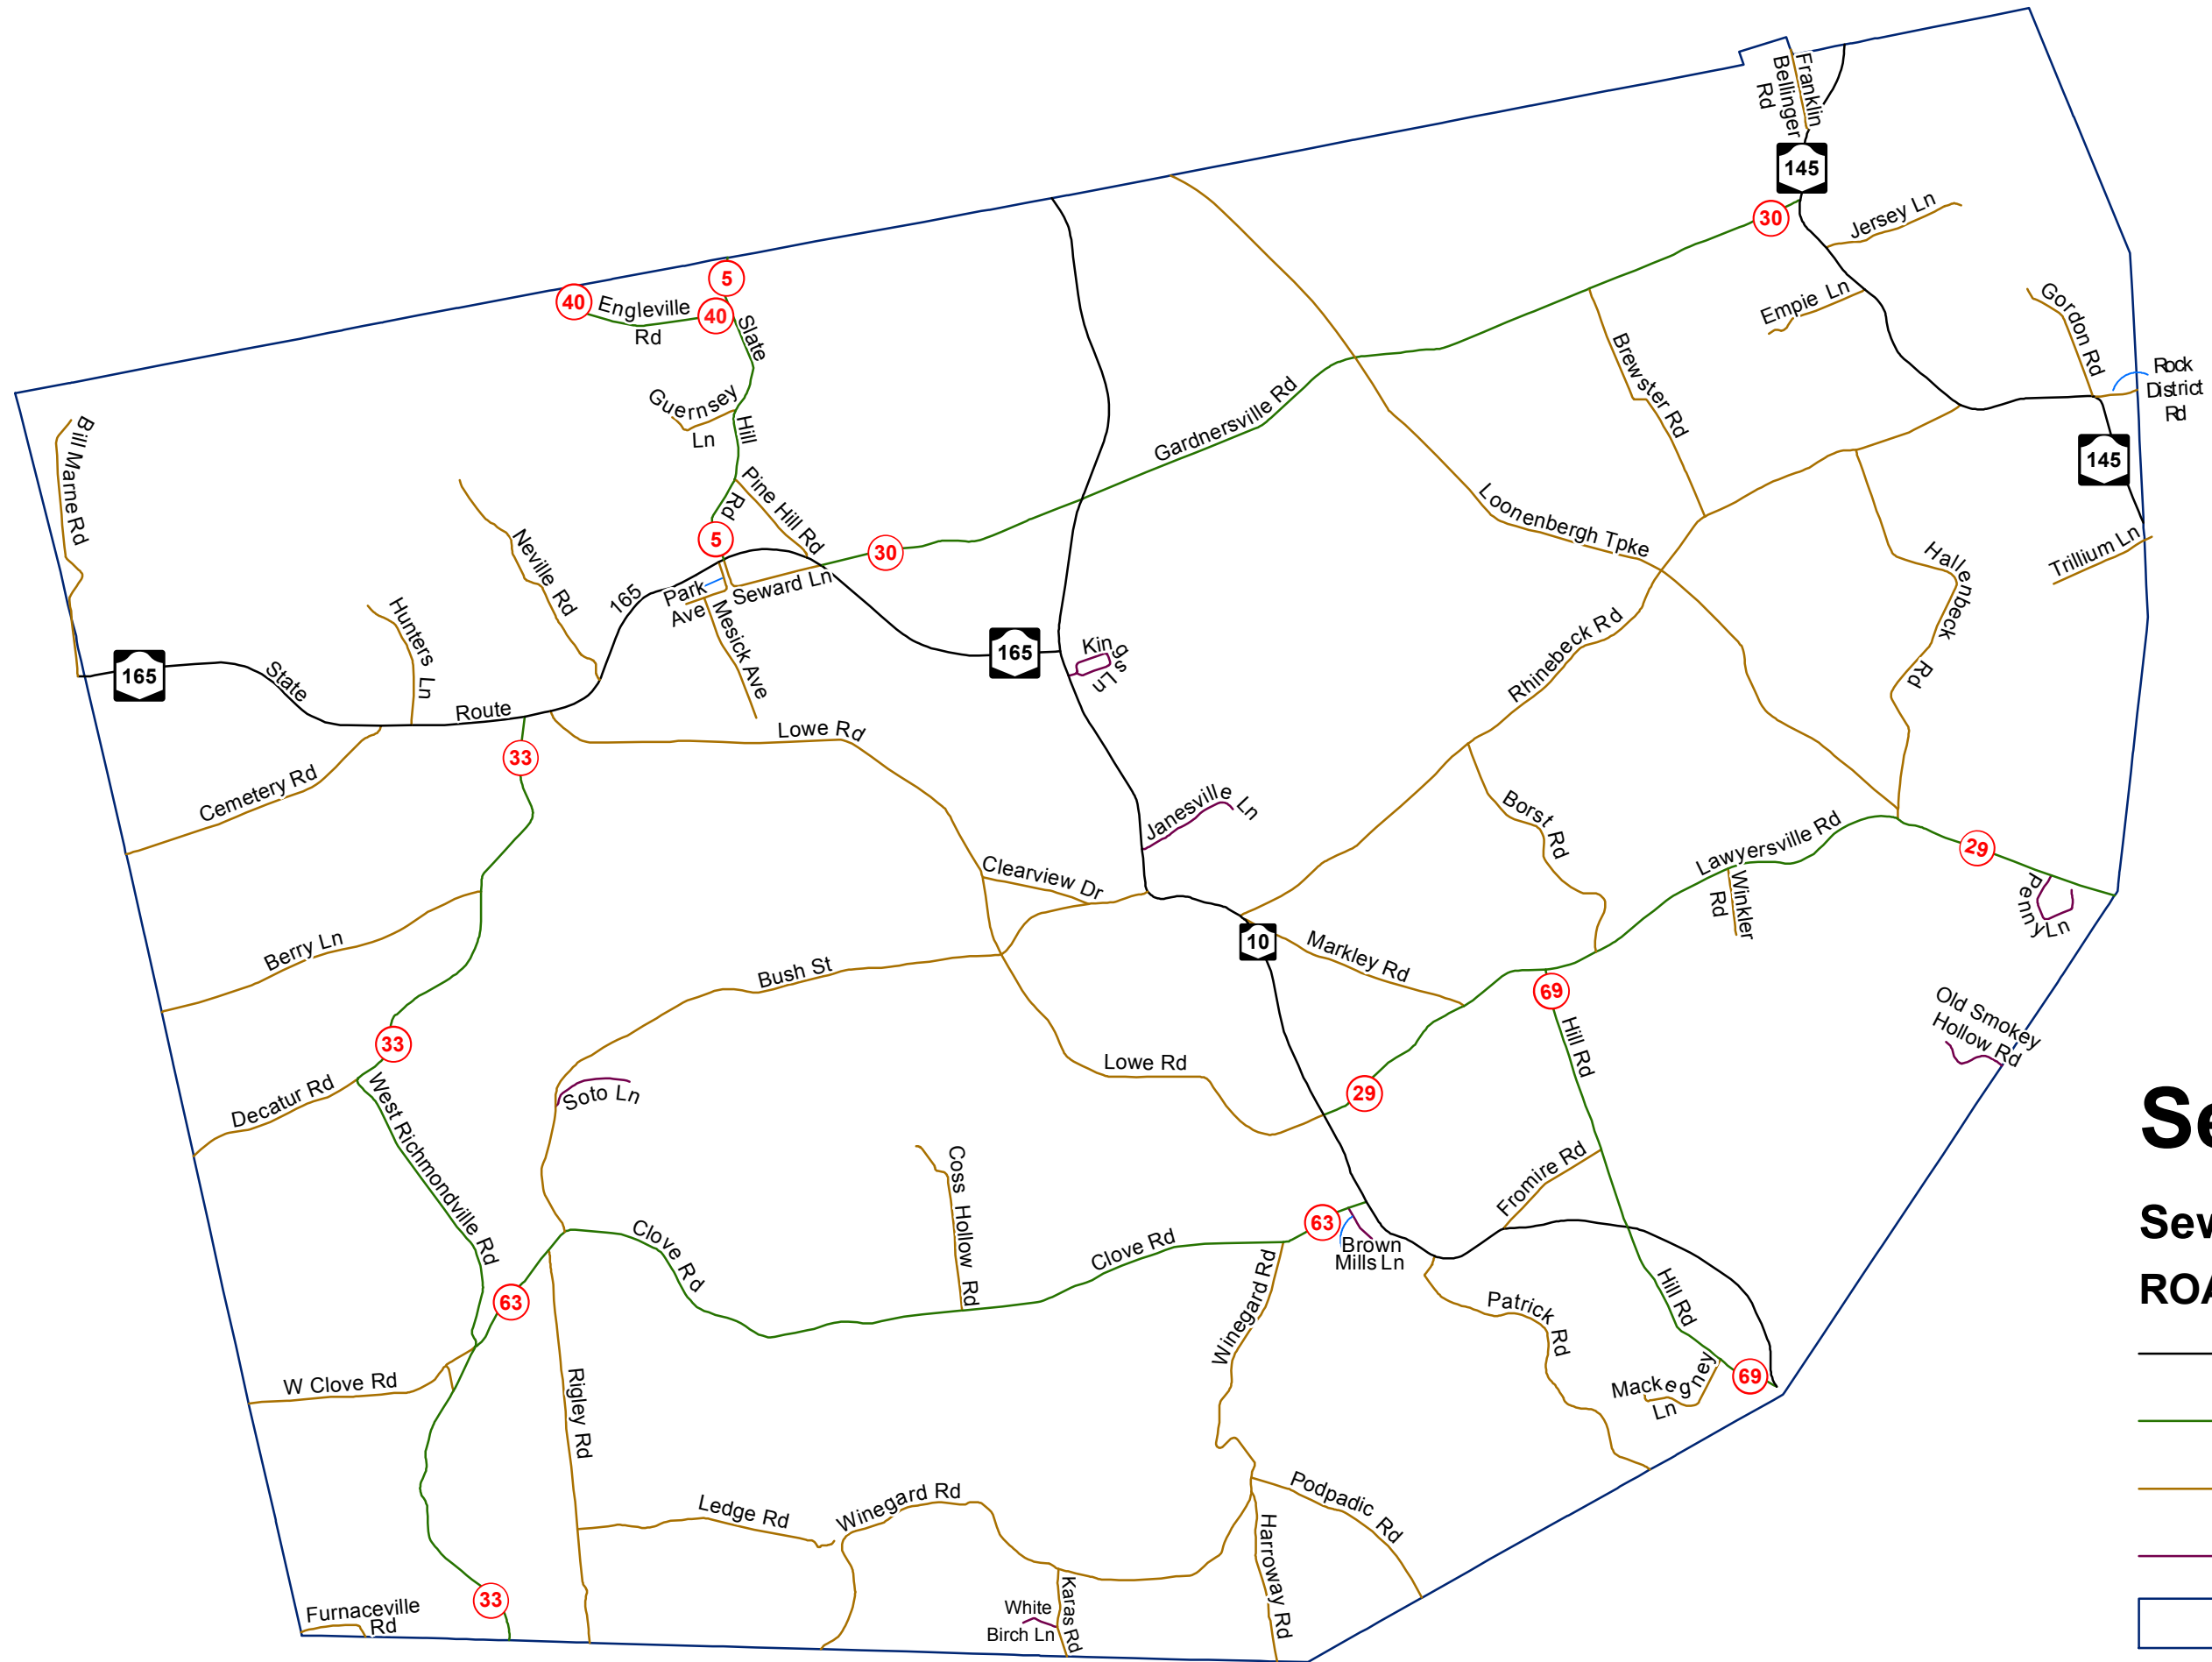 Franklin
Bellinger
Rd
145
30
Jersey Ln
Empie Ln
Gordon Rd
Rock
District
Rd
145
Trillium Ln
5
40
Engleville
Rd
40
Slate
Hill
Rd
Guernsey
Ln
Pine Hill Rd
5
30
Gardnersville Rd
Brewster Rd
Loonenbergh Tpke
Hallenbeck
Rd
Bill Marne Rd
Neville Rd
Hunters Ln
165
Park
Ave
Seward Ln
Mesick Ave
165
165
State
Route
Kings
Ln
Rhinebeck Rd
33
Lowe Rd
Cemetery Rd
Janesville Ln
Borst Rd
Lawyersville Rd
29
Winkler
Rd
Penny Ln
Clearview Dr
10
Markley Rd
Berry Ln
Bush St
69
Hill Rd
Old Smokey
Hollow Rd
33
Decatur Rd
West Richmondville Rd
Soto Ln
Lowe Rd
29
Se
Fromire Rd
Coss Hollow Rd
Clove Rd
Clove Rd
63
Brown
Mills Ln
Sew
ROA
63
Winegard Rd
Patrick Rd
Hill Rd
Mackegney
Ln
69
W Clove Rd
Rigley Rd
Ledge Rd
Winegard Rd
Podpadic Rd
Harroway Rd
33
Furnaceville
Rd
Karas Rd
White
Birch Ln